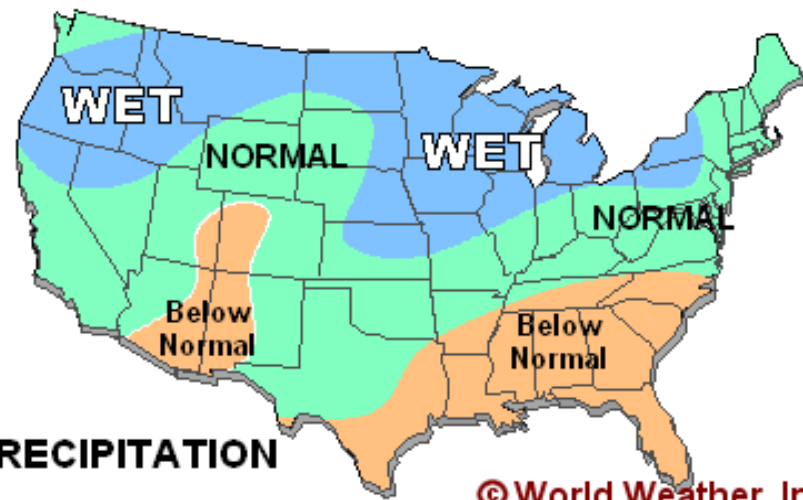 WET
NORMAL
WET
NORMAL
Below
Normal
Below
Normal
RECIPITATION
© World Weather, In